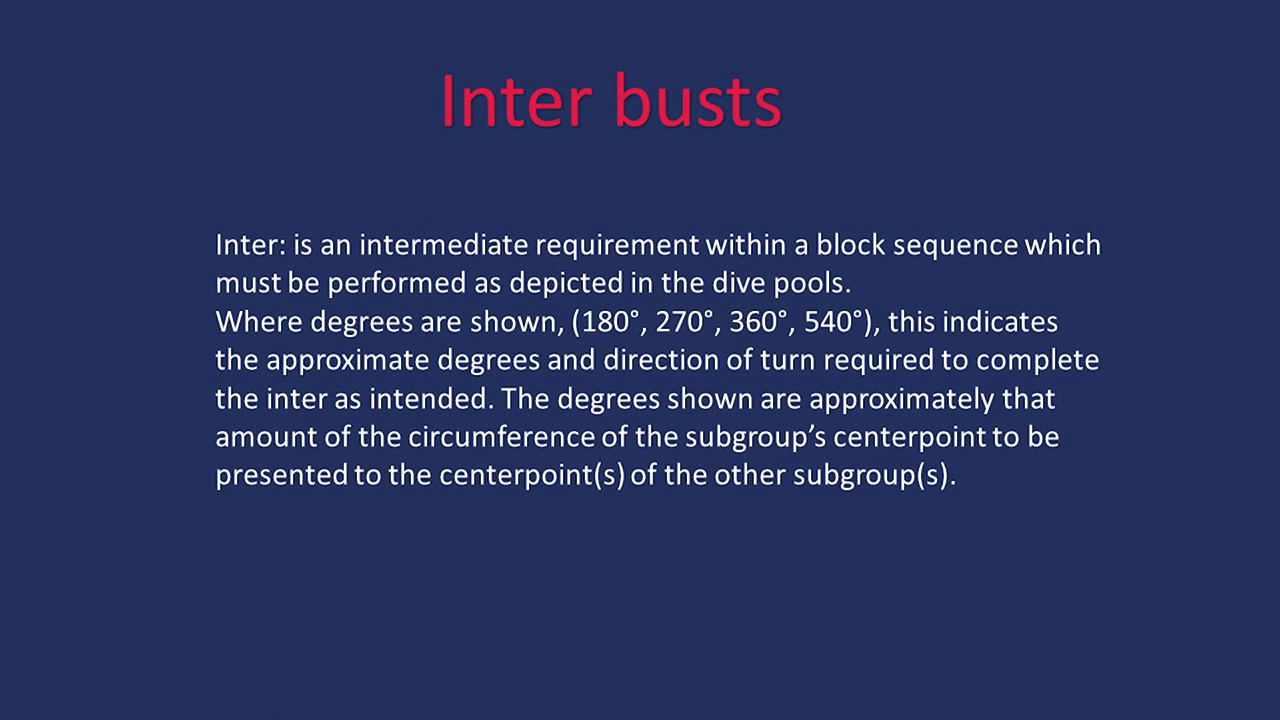 Inter busts
Inter: is an intermediate requirement within a block sequence which
must be performed as depicted in the dive pools.
Where degrees are shown, (180°, 270°, 360°, 540°), this indicates
the approximate degrees and direction of turn required to complete
the inter as intended. The degrees shown are approximately that
amount of the circumference of the subgroup’s centerpoint to be
presented to the centerpoint(s) of the other subgroup(s).